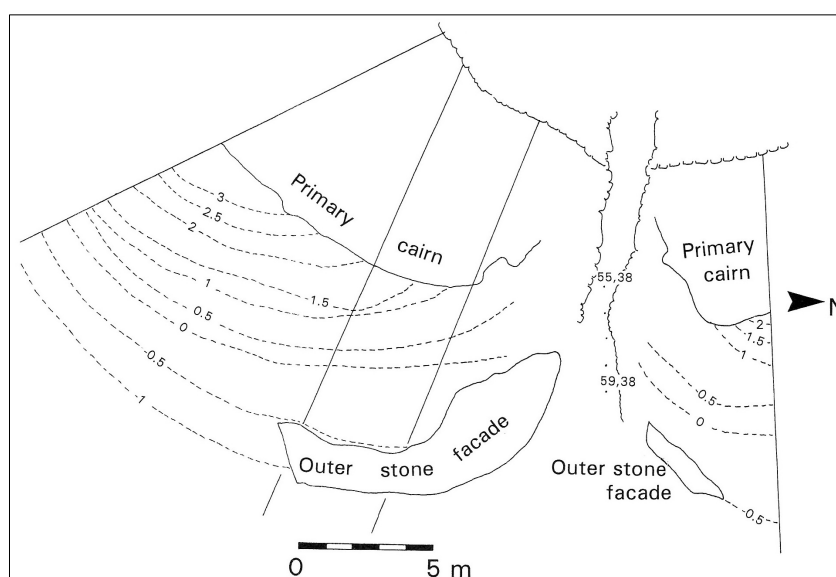 3
2.5
2
1
1.5
0.5
0
0.5
1
Primary
cairn
Outer stone facade
55,38
59,38
Primary
cairn
2
1.5
1
N
0.5
0
Outer stone
facade
0.5
0 5 m